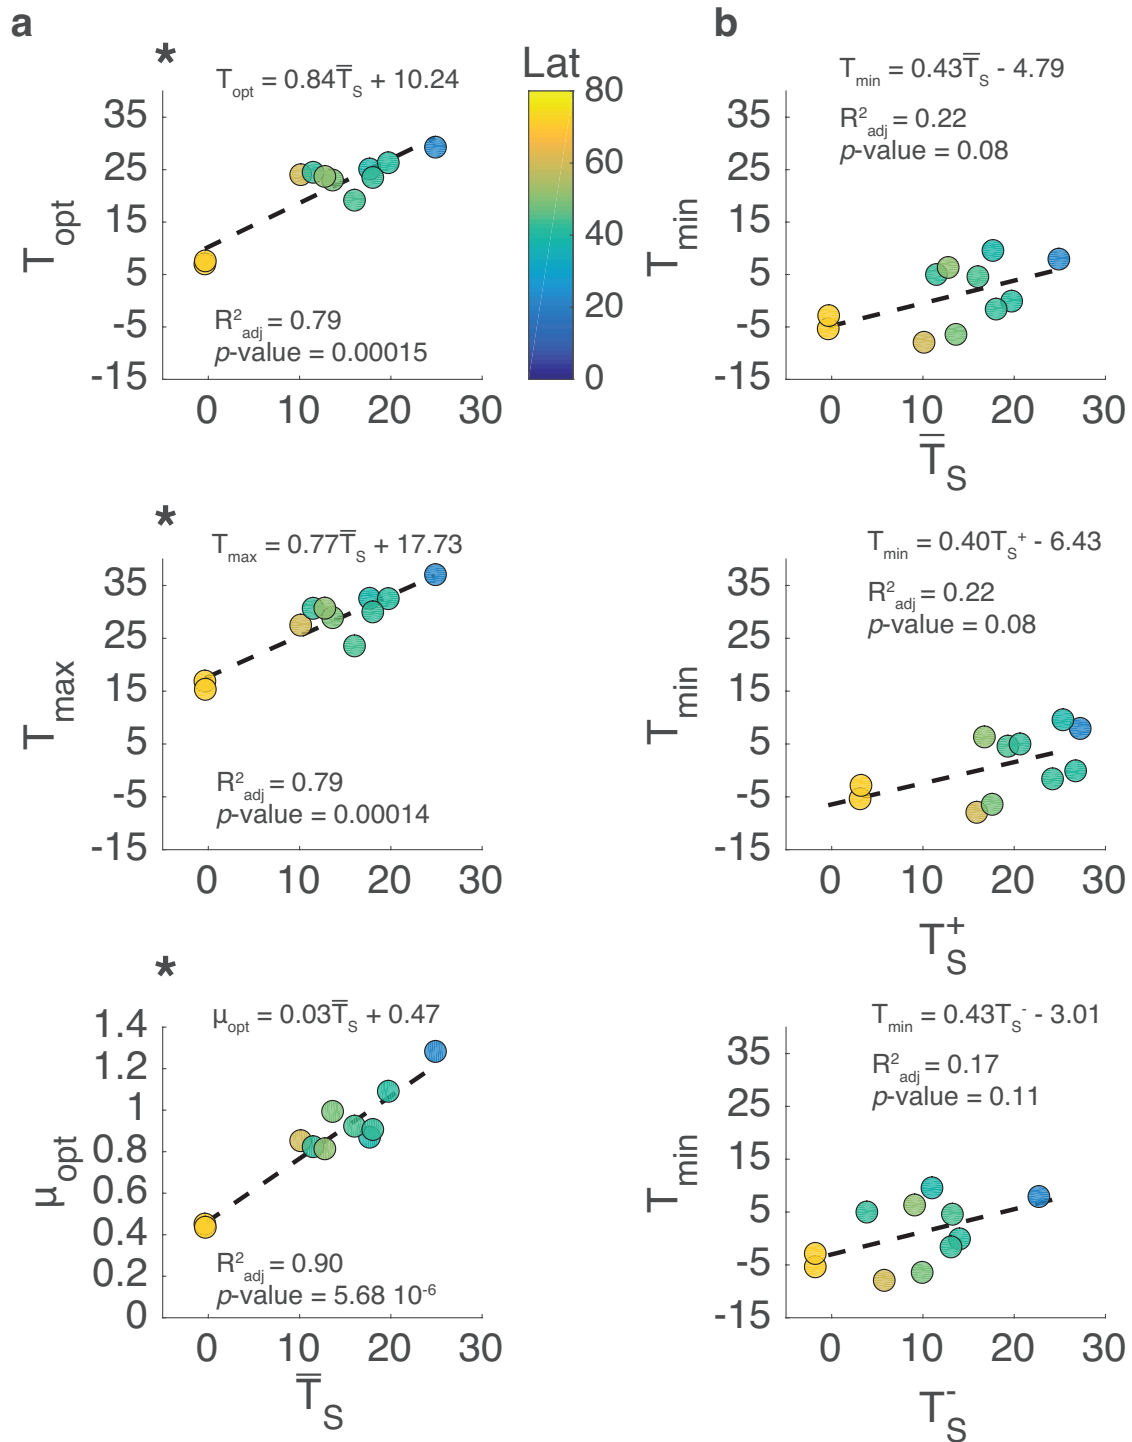 a
*
T_opt = 0.84T̿_S + 10.24
35
25
15
5
-5
-15
T_opt
R²_adj = 0.79
p-value = 0.00015
0 10 20 30
Lat
80
60
40
20
0
*
T_max = 0.77T̿_S + 17.73
35
25
15
5
-5
-15
T_max
R²_adj = 0.79
p-value = 0.00014
0 10 20 30
*
μ_opt = 0.03T̿_S + 0.47
1.4
1.2
1
0.8
0.6
0.4
0.2
0
μ_opt
R²_adj = 0.90
p-value = 5.68 10⁻⁶
0 10 20 30
T̿_S
b
T_min = 0.43T̿_S - 4.79
R²_adj = 0.22
p-value = 0.08
35
25
15
5
-5
-15
T_min
0 10 20 30
T̿_S
T_min = 0.40T_S⁺ - 6.43
R²_adj = 0.22
p-value = 0.08
35
25
15
5
-5
-15
T_min
0 10 20 30
T_S⁺
T_min = 0.43T_S⁻ - 3.01
R²_adj = 0.17
p-value = 0.11
35
25
15
5
-5
-15
T_min
0 10 20 30
T_S⁻